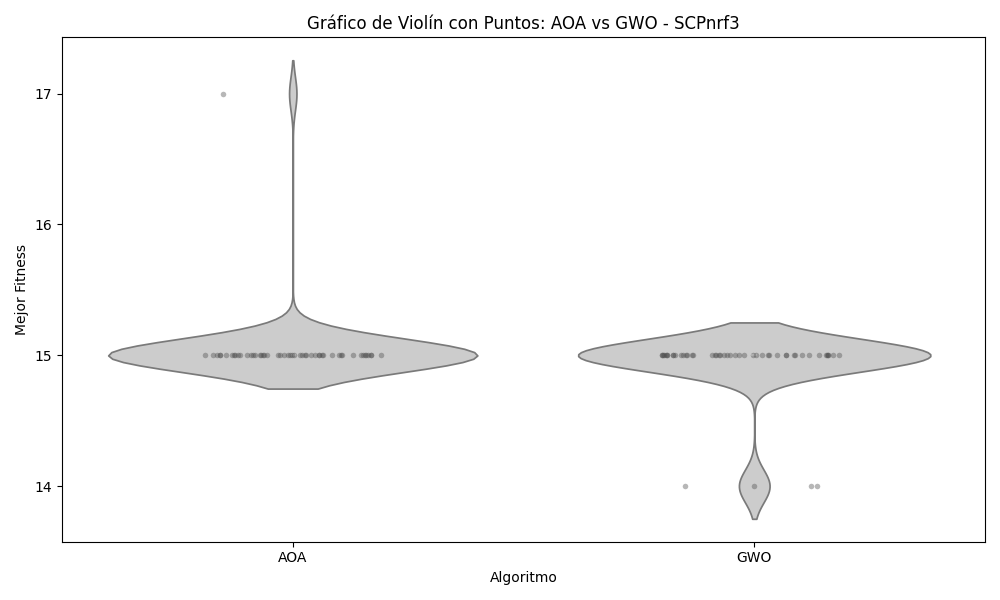 Gráfico de Violín con Puntos: AOA vs GWO - SCPnrf3
17
16
15
14
Mejor Fitness
AOA
GWO
Algoritmo